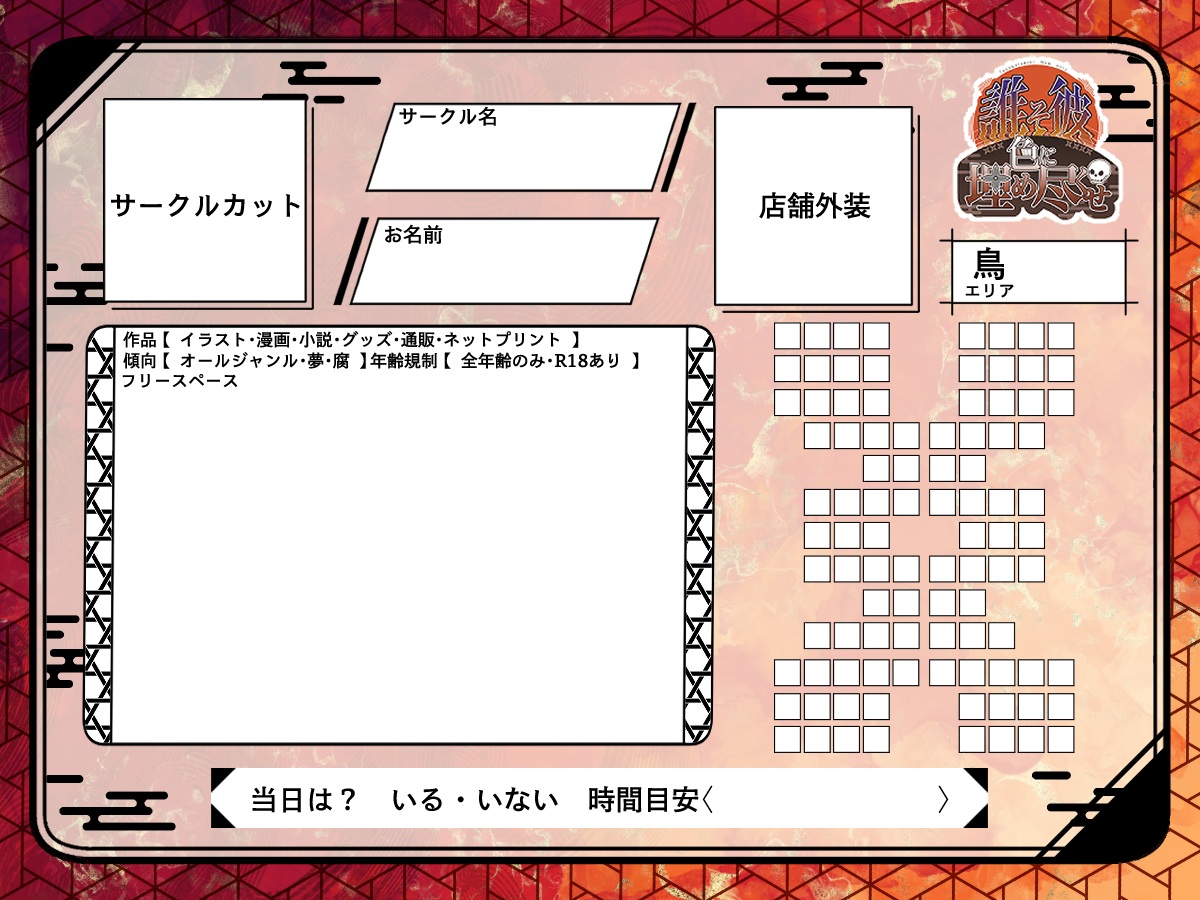 サークルカット
サークル名
お名前
店舗外装
誰そ彼
色に
埋め尽くせ
鳥
エリア
作品【 イラスト・漫画・小説・グッズ・通販・ネットプリント 】
傾向【 オールジャンル・夢・腐 】年齢規制【 全年齢のみ・R18あり 】
フリースペース
当日は？ いる・いない 時間目安〈 〉